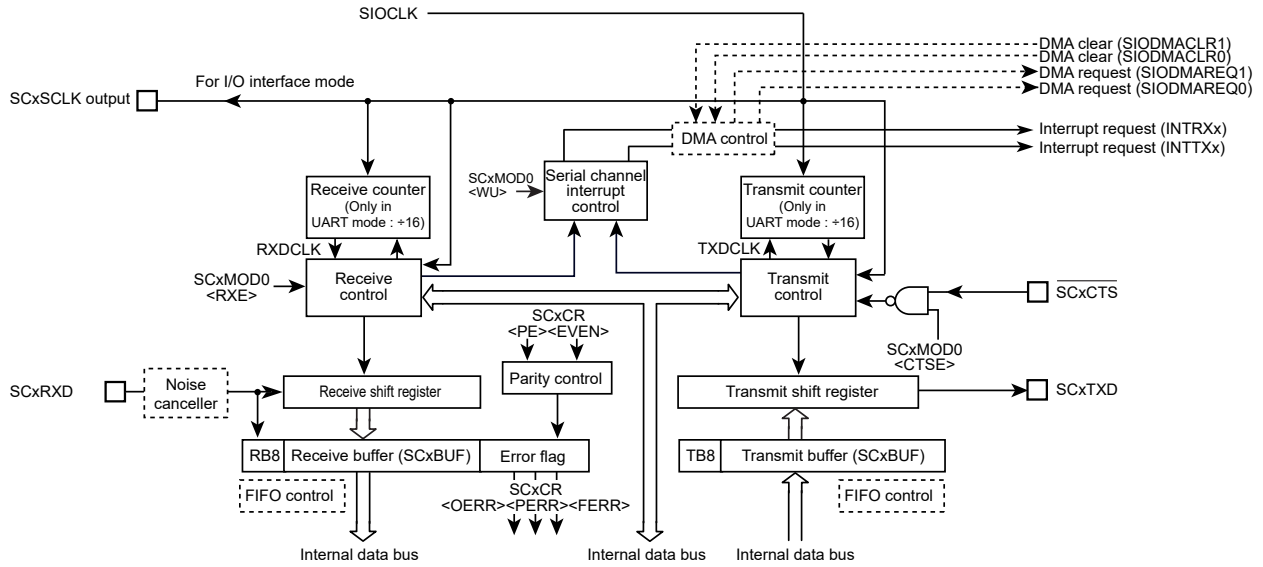 SIOCLK
DMA clear (SIODMACLR1)
DMA clear (SIODMACLR0)
DMA request (SIODMAREQ1)
DMA request (SIODMAREQ0)
For I/O interface mode
SCxSCLK output
DMA control
Interrupt request (INTRXx)
Interrupt request (INTTXx)
Receive counter
(Only in
UART mode : ÷16)
SCxMOD0
<WU>
Serial channel
interrupt
control
Transmit counter
(Only in
UART mode : ÷16)
RXDCLK
TXDCLK
SCxMOD0
<RXE>
Receive
control
Transmit
control
SCxCTS
SCxCR
<PE><EVEN>
SCxMOD0
<CTSE>
SCxRXD
Noise
canceller
Receive shift register
Parity control
Transmit shift register
SCxTXD
RB8
Receive buffer (SCxBUF)
Error flag
TB8
Transmit buffer (SCxBUF)
FIFO control
SCxCR
<OERR><PERR><FERR>
FIFO control
Internal data bus
Internal data bus
Internal data bus